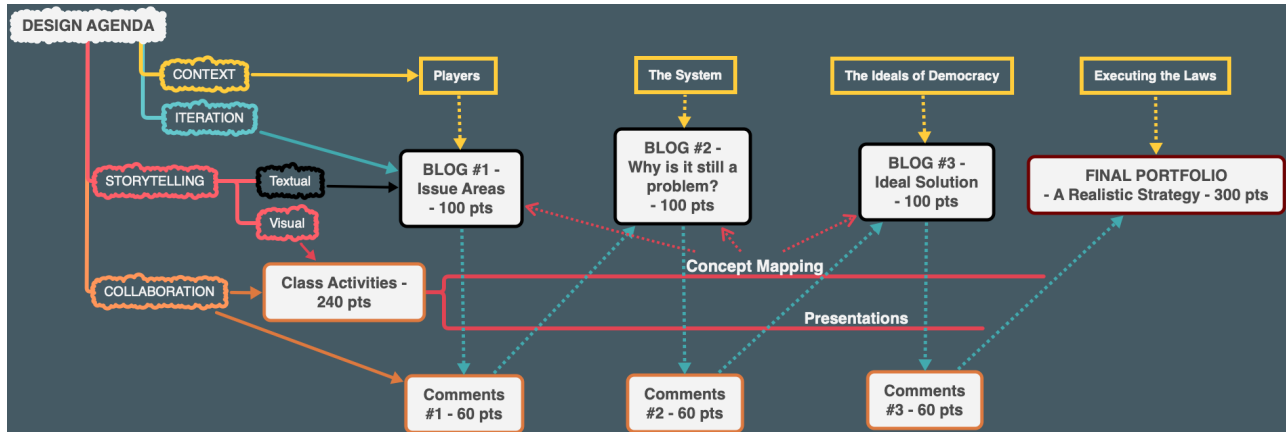 DESIGN AGENDA
CONTEXT
ITERATION
STORYTELLING
Textual
Visual
COLLABORATION
Players
The System
The Ideals of Democracy
Executing the Laws
BLOG #1 -
Issue Areas
- 100 pts
BLOG #2 -
Why is it still a
problem?
- 100 pts
BLOG #3 -
Ideal Solution
- 100 pts
FINAL PORTFOLIO
- A Realistic Strategy - 300 pts
Class Activities -
240 pts
Concept Mapping
Presentations
Comments
#1 - 60 pts
Comments
#2 - 60 pts
Comments
#3 - 60 pts